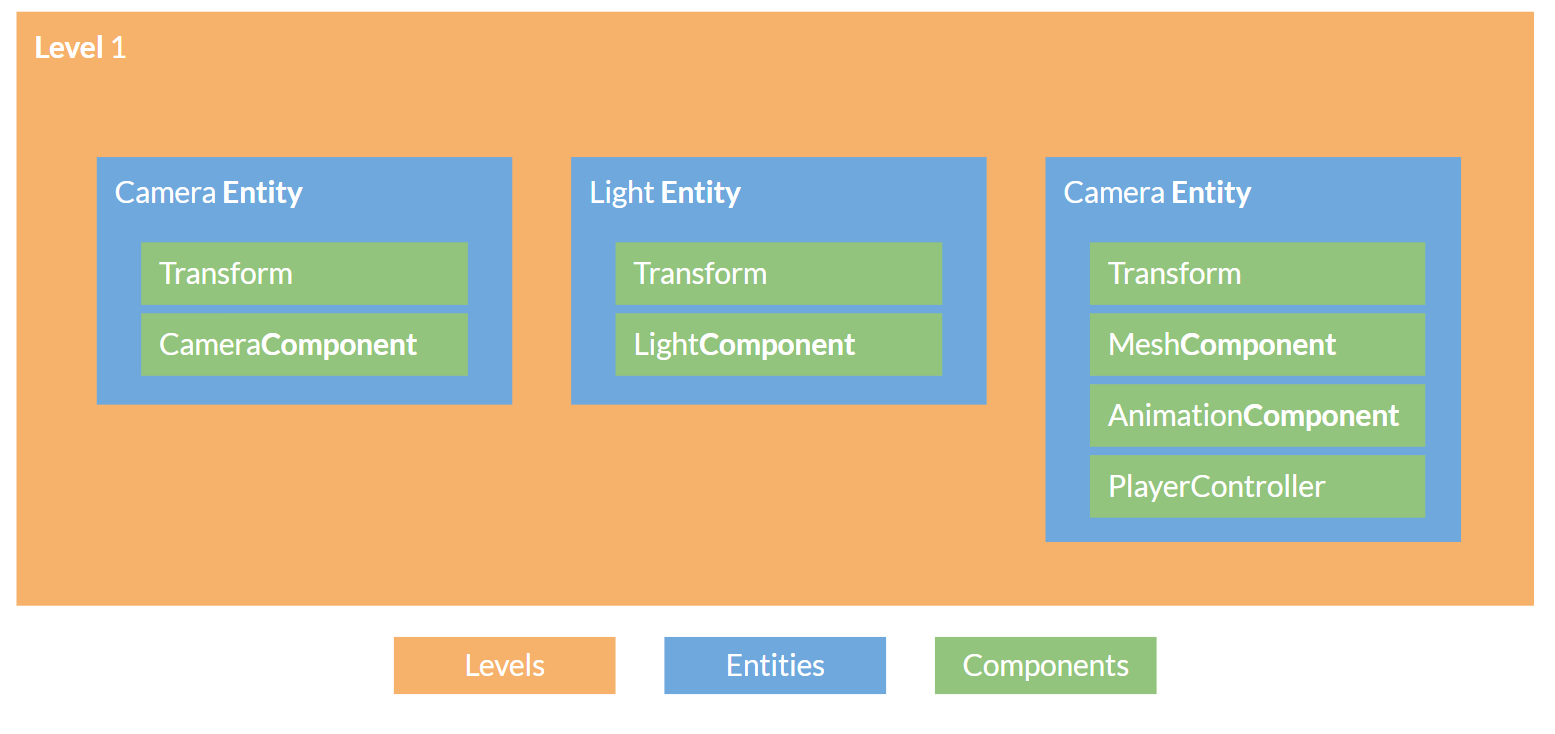 Level 1
Camera Entity
Transform
CameraComponent
Light Entity
Transform
LightComponent
Camera Entity
Transform
MeshComponent
AnimationComponent
PlayerController
Levels
Entities
Components